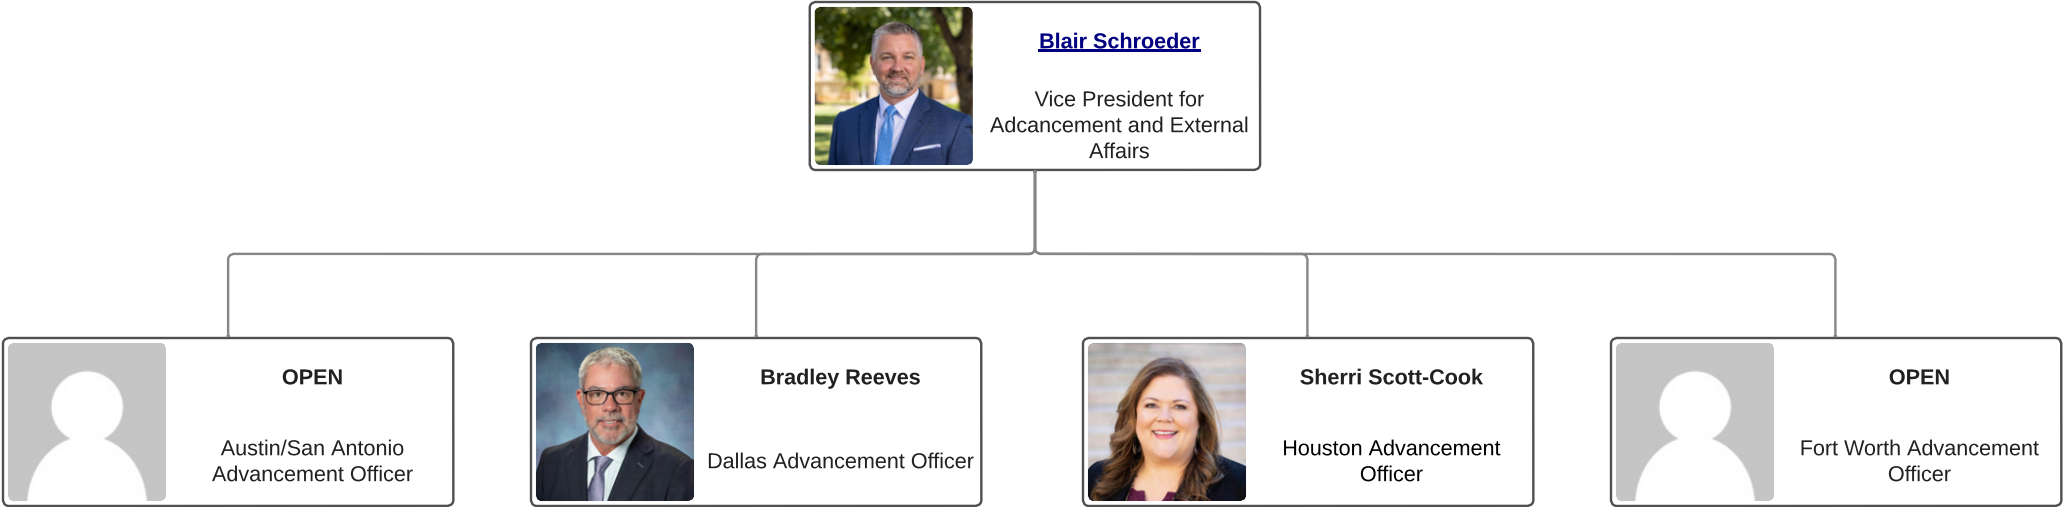 Blair Schroeder
Vice President for
Adcancement and External
Affairs
OPEN
Austin/San Antonio
Advancement Officer
Bradley Reeves
Dallas Advancement Officer
Sherri Scott-Cook
Houston Advancement
Officer
OPEN
Fort Worth Advancement
Officer